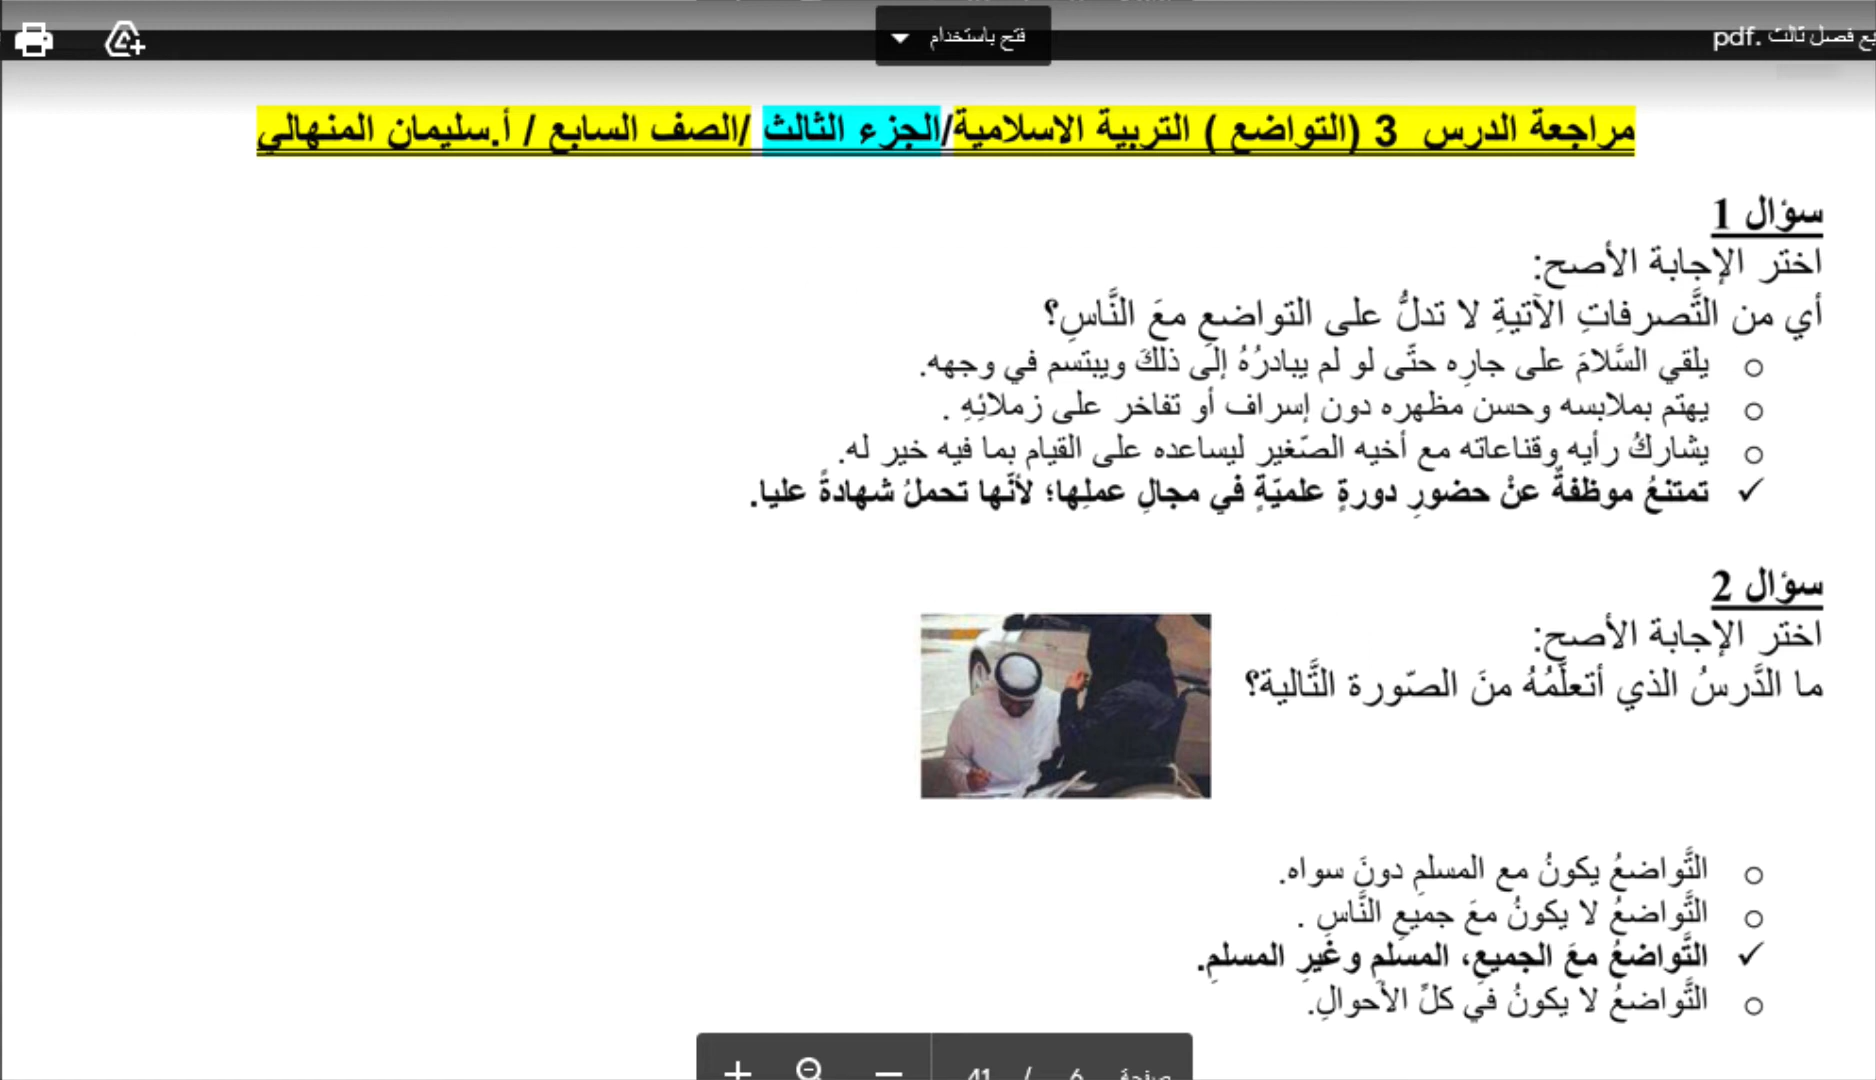 بع فصل ثالث .pdf
فتح باستخدام
مراجعة الدرس 3 (التواضع ) التربية الاسلامية/الجزء الثالث /الصف السابع / أ.سليمان المنهالي
سؤال 1
اختر الإجابة الأصح:
أي من التَّصرفاتِ الآتيةِ لا تدلُّ على التواضعِ معَ النَّاسِ؟
يلقي السَّلامَ على جارِه حتّى لو لم يبادرْهُ إلى ذلكَ ويبتسم في وجهه.
يهتم بملابسه وحسن مظهره دون إسراف أو تفاخر على زملائِهِ .
يشاركُ رأيه وقناعاته مع أخيه الصّغير ليساعده على القيام بما فيه خير له.
تمتنعُ موظفةٌ عنْ حضورِ دورةٍ علميّةٍ في مجالِ عملِها؛ لأنّها تحملُ شهادةً عليا.
سؤال 2
اختر الإجابة الأصح:
ما الدَّرسُ الذي أتعلَّمُهُ منَ الصّورة التَّالية؟
التَّواضعُ يكونُ مع المسلمِ دونَ سواه.
التَّواضعُ لا يكونُ معَ جميعِ النَّاسِ .
التَّواضعُ معَ الجميعِ، المسلمِ وغيرِ المسلمِ.
التَّواضعُ لا يكونُ في كلِّ الأحوالِ.
صفحة 6 / 41